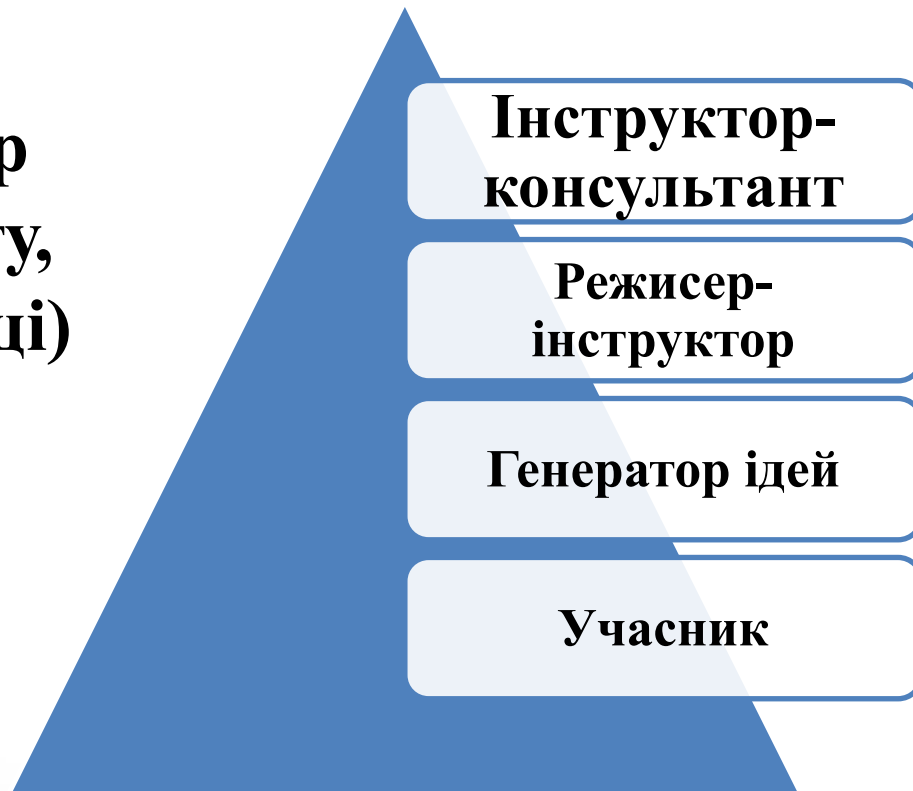 Інструктор-
консультант
Режисер-
інструктор
Генератор ідей
Учасник